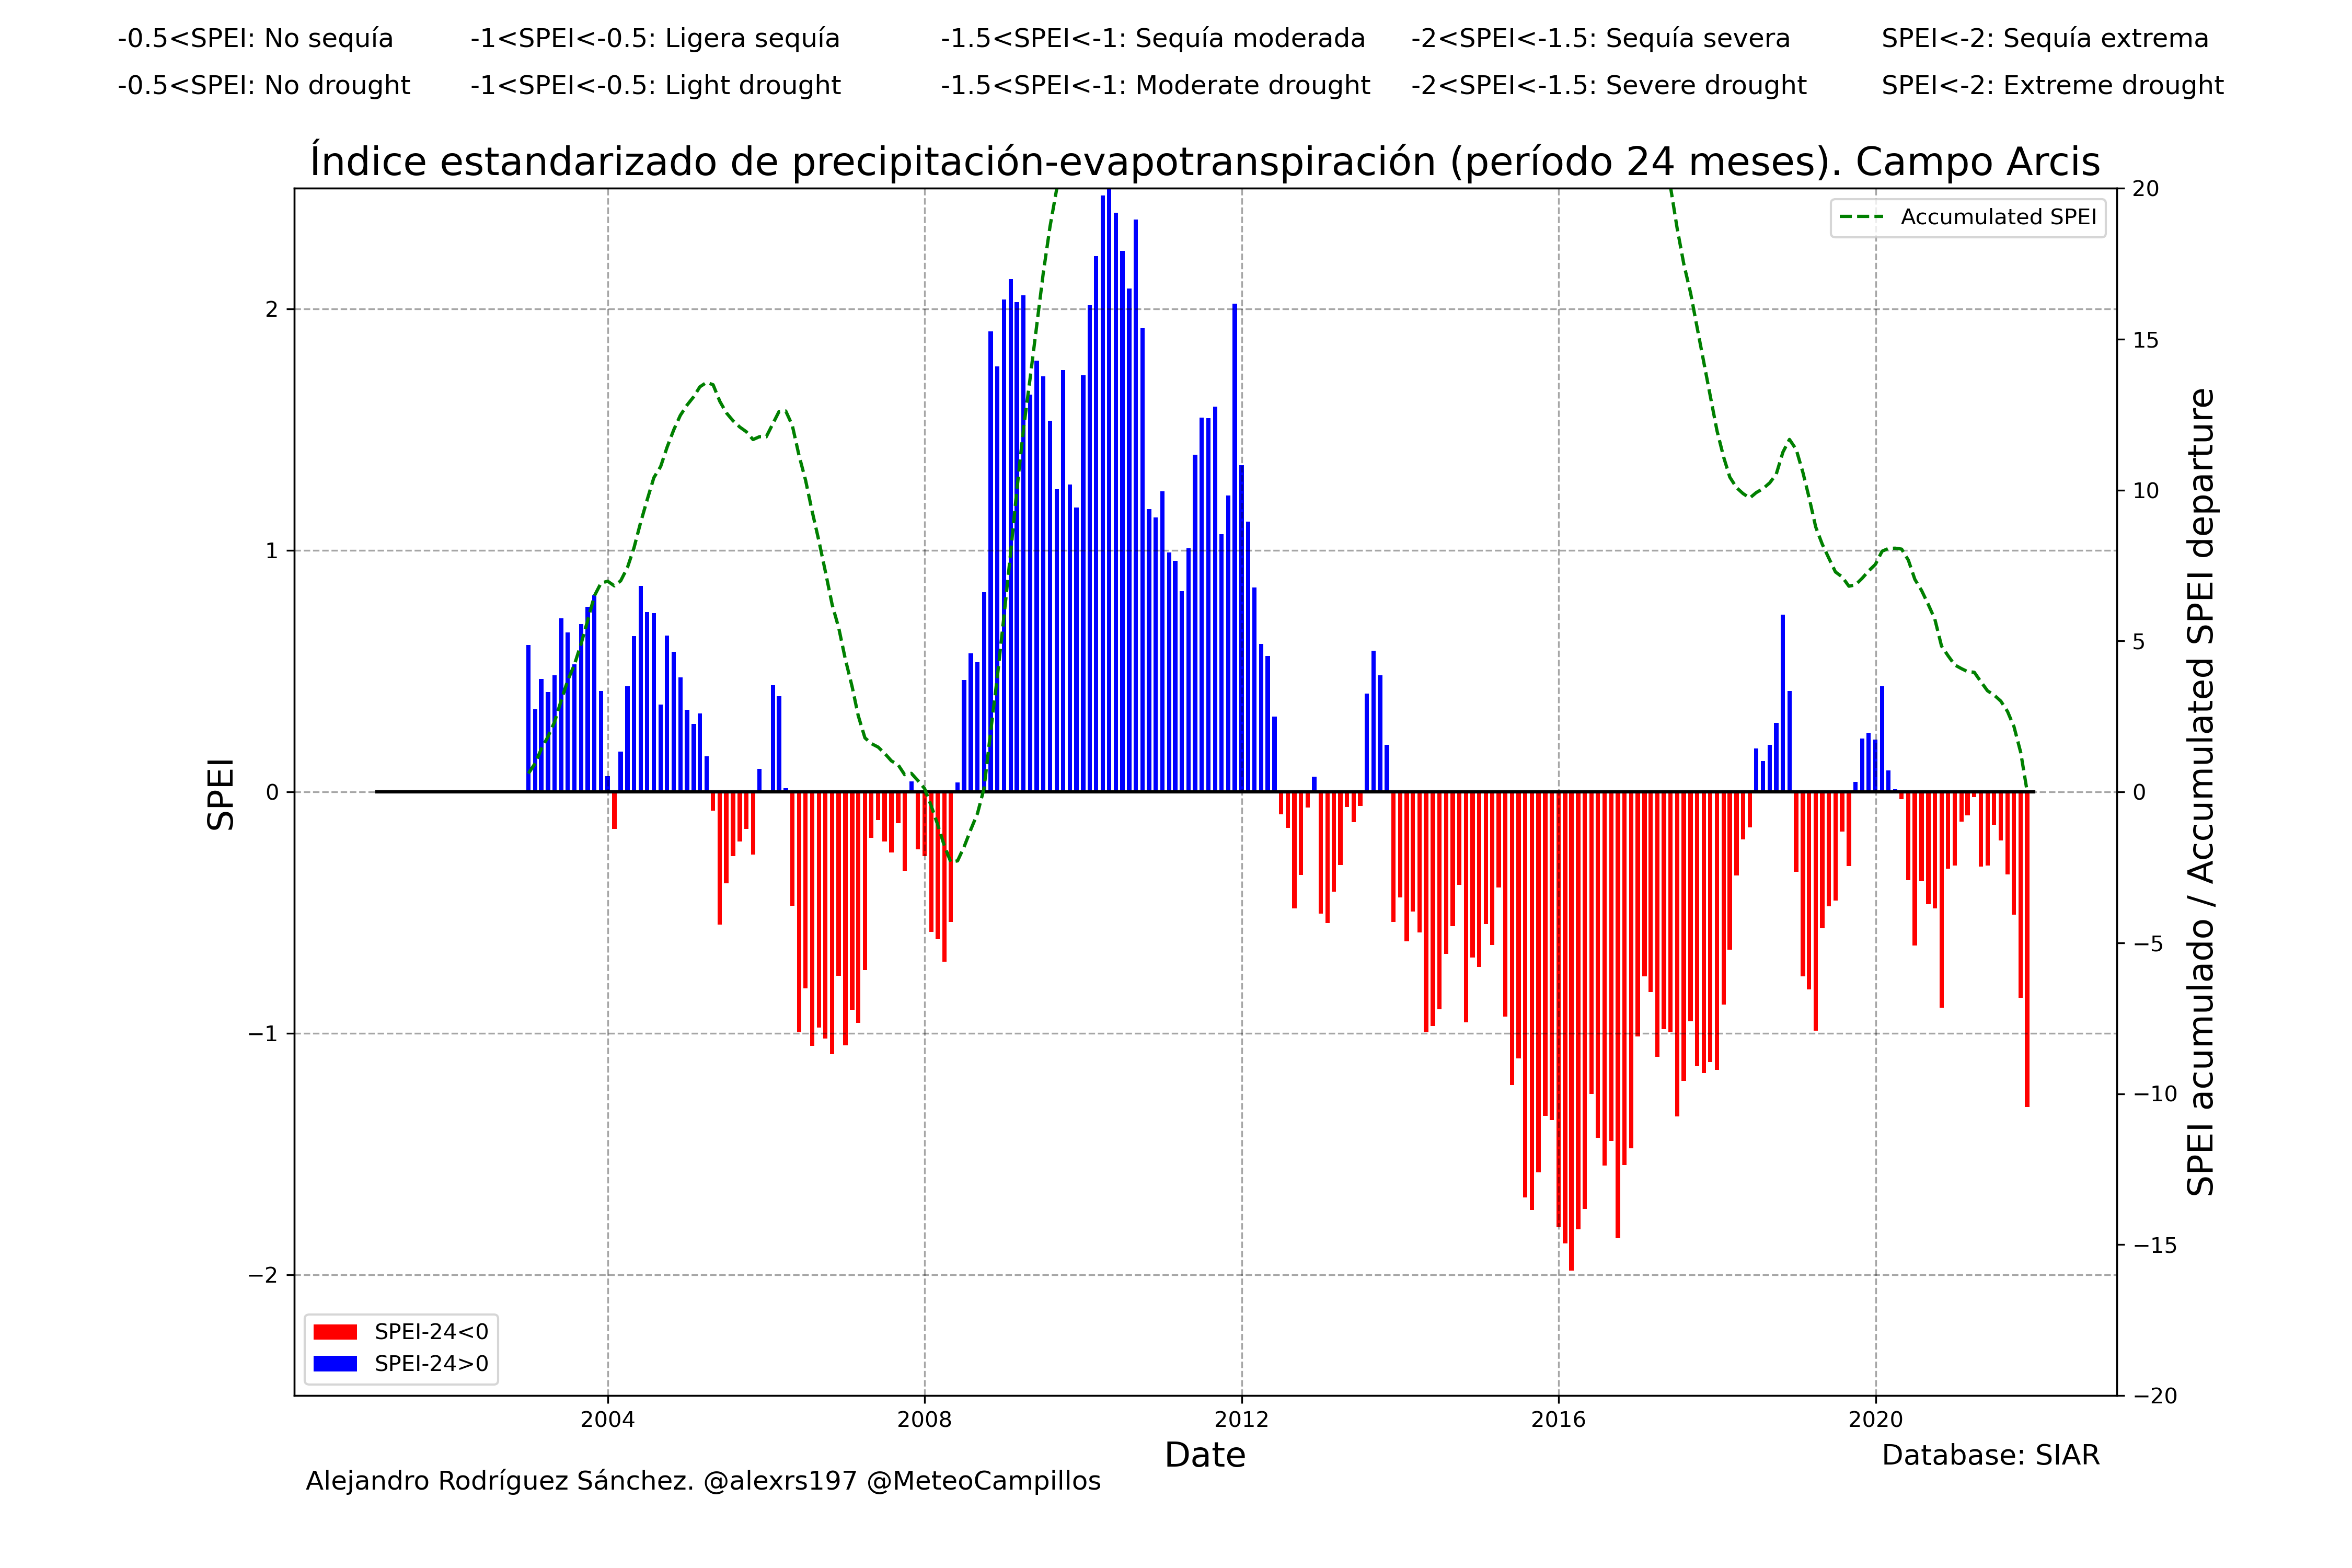 -0.5<SPEI: No sequía -1<SPEI<-0.5: Ligera sequía -1.5<SPEI<-1: Sequía moderada -2<SPEI<-1.5: Sequía severa SPEI<-2: Sequía extrema
-0.5<SPEI: No drought -1<SPEI<-0.5: Light drought -1.5<SPEI<-1: Moderate drought -2<SPEI<-1.5: Severe drought SPEI<-2: Extreme drought
Índice estandarizado de precipitación-evapotranspiración (período 24 meses). Campo Arcis
Accumulated SPEI
SPEI
2
1
0
−1
−2
20
15
10
5
0
−5
−10
−15
−20
SPEI acumulado / Accumulated SPEI departure
SPEI-24<0
SPEI-24>0
2004 2008 2012 2016 2020
Date
Database: SIAR
Alejandro Rodríguez Sánchez. @alexrs197 @MeteoCampillos